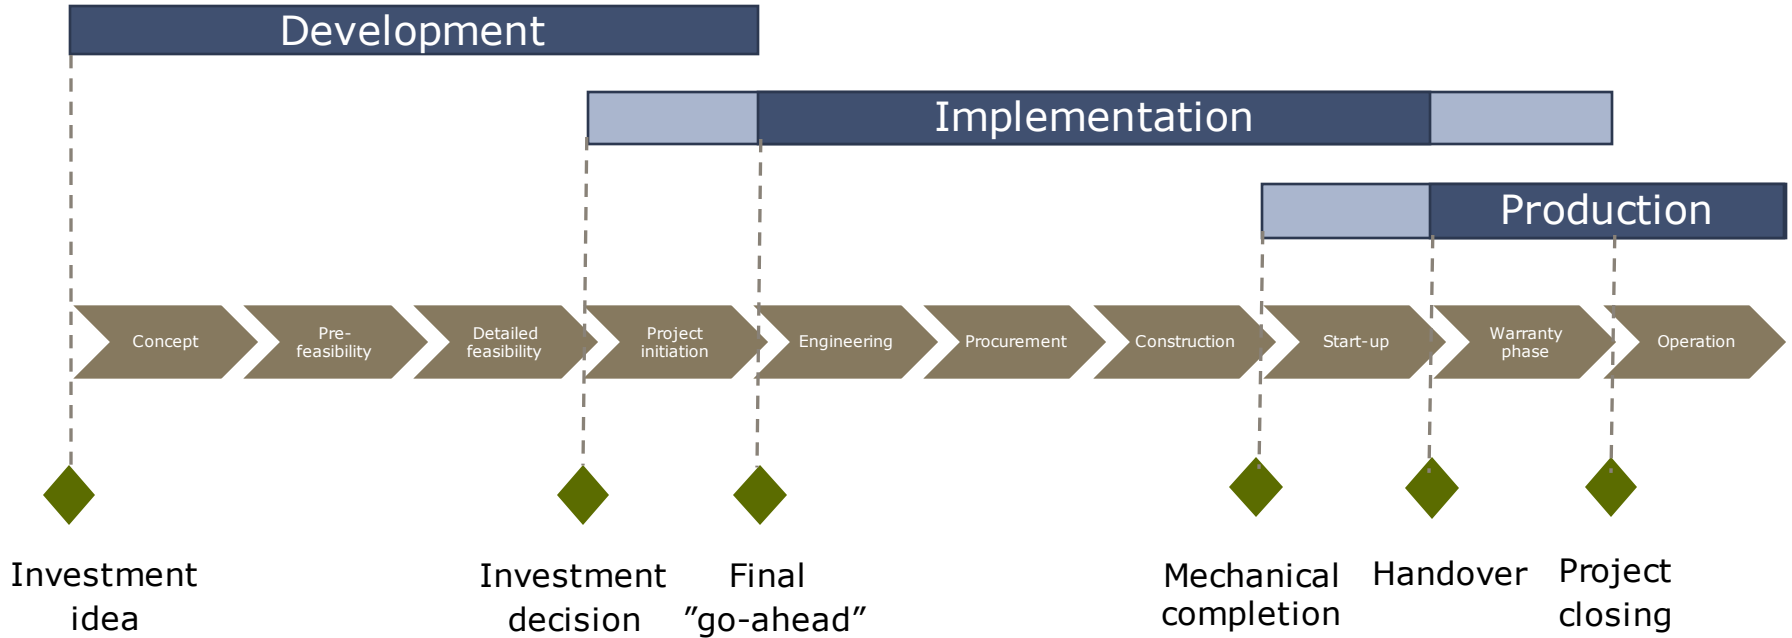 Development
Implementation
Production
Concept
Pre-
feasibility
Detailed
feasibility
Project
initiation
Engineering
Procurement
Construction
Start-up
Warranty
phase
Operation
Investment
idea
Investment
decision
Final
”go-ahead”
Mechanical
completion
Handover
Project
closing